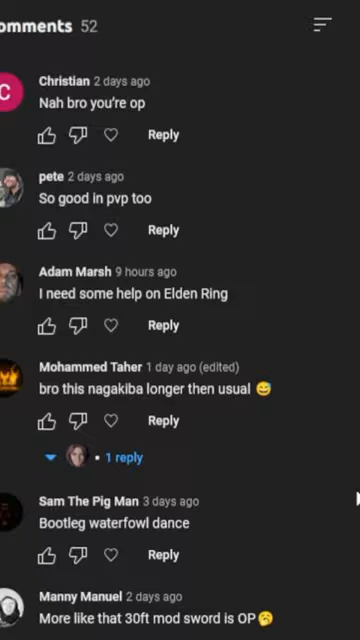 omments 52
C
Christian 2 days ago
Nah bro you're op
Reply
pete 2 days ago
So good in pvp too
Reply
Adam Marsh 9 hours ago
I need some help on Elden Ring
Reply
Mohammed Taher 1 day ago (edited)
bro this nagakiba longer then usual 😅
Reply
• 1 reply
Sam The Pig Man 3 days ago
Bootleg waterfowl dance
Reply
Manny Manuel 2 days ago
More like that 30ft mod sword is OP🥱